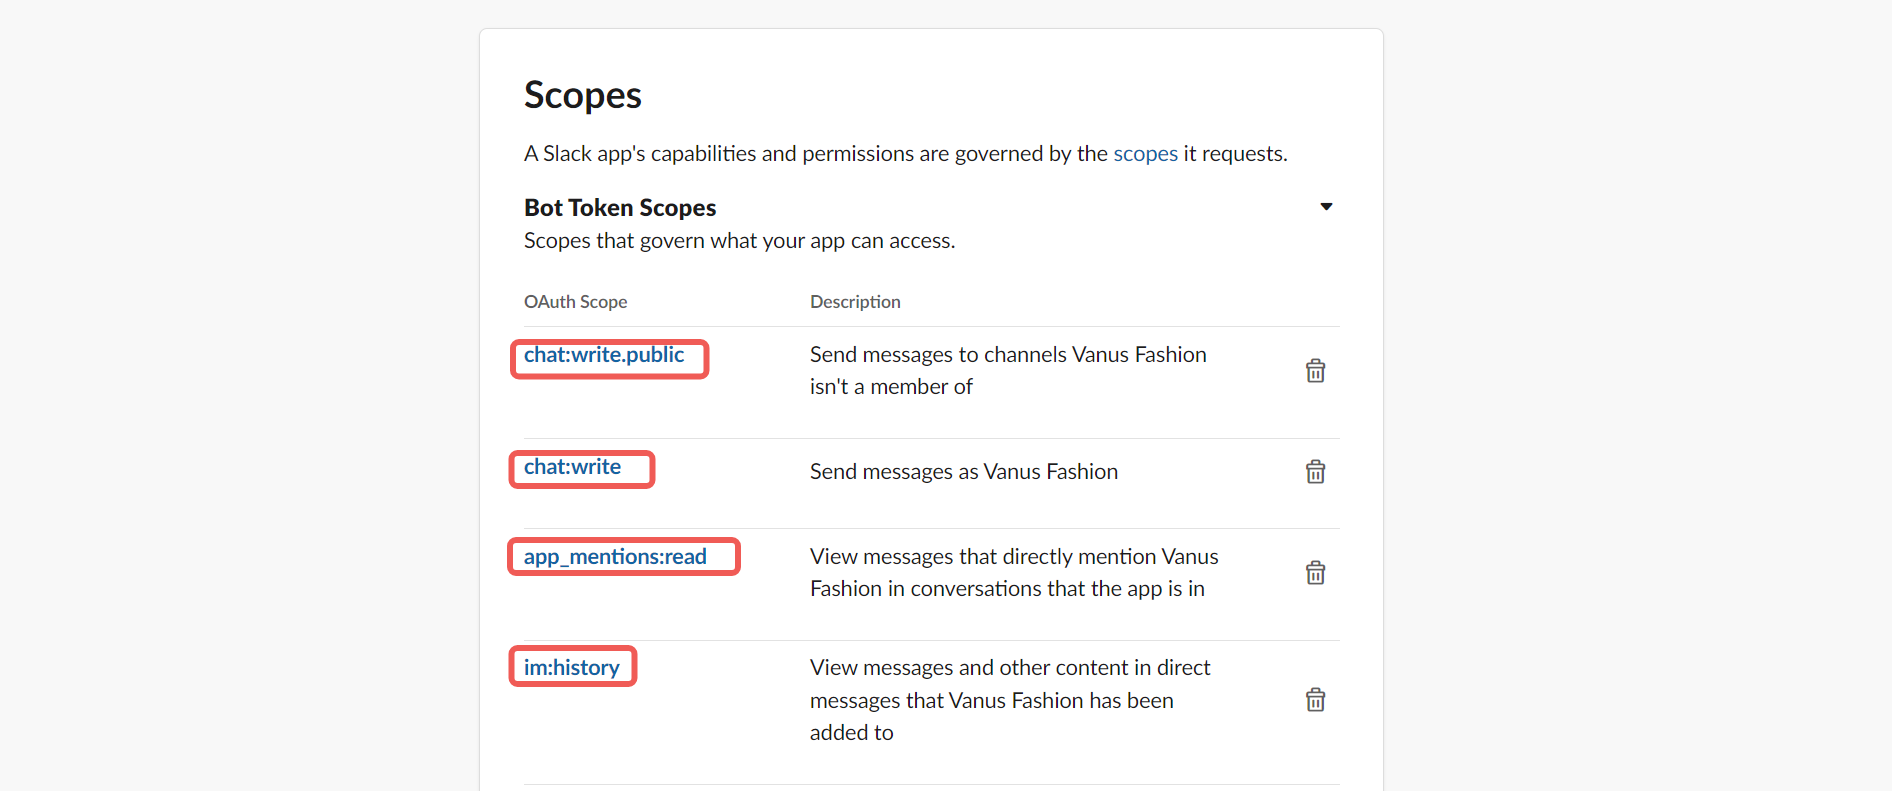 Scopes
A Slack app's capabilities and permissions are governed by the scopes it requests.
Bot Token Scopes
Scopes that govern what your app can access.
OAuth Scope
Description
chat:write.public
Send messages to channels Vanus Fashion
isn't a member of
chat:write
Send messages as Vanus Fashion
app_mentions:read
View messages that directly mention Vanus
Fashion in conversations that the app is in
im:history
View messages and other content in direct
messages that Vanus Fashion has been
added to